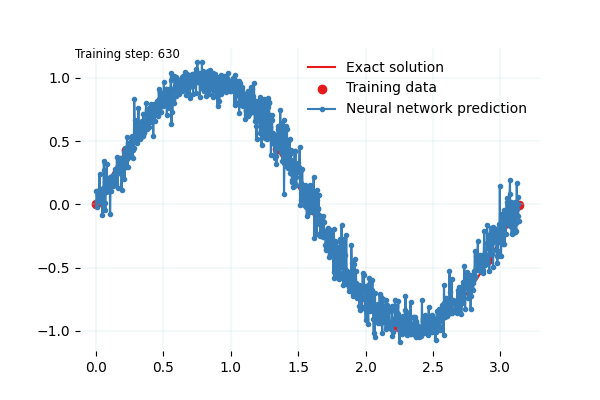 Training step: 630
Exact solution
Training data
Neural network prediction
1.0
0.5
0.0
−0.5
−1.0
0.0 0.5 1.0 1.5 2.0 2.5 3.0